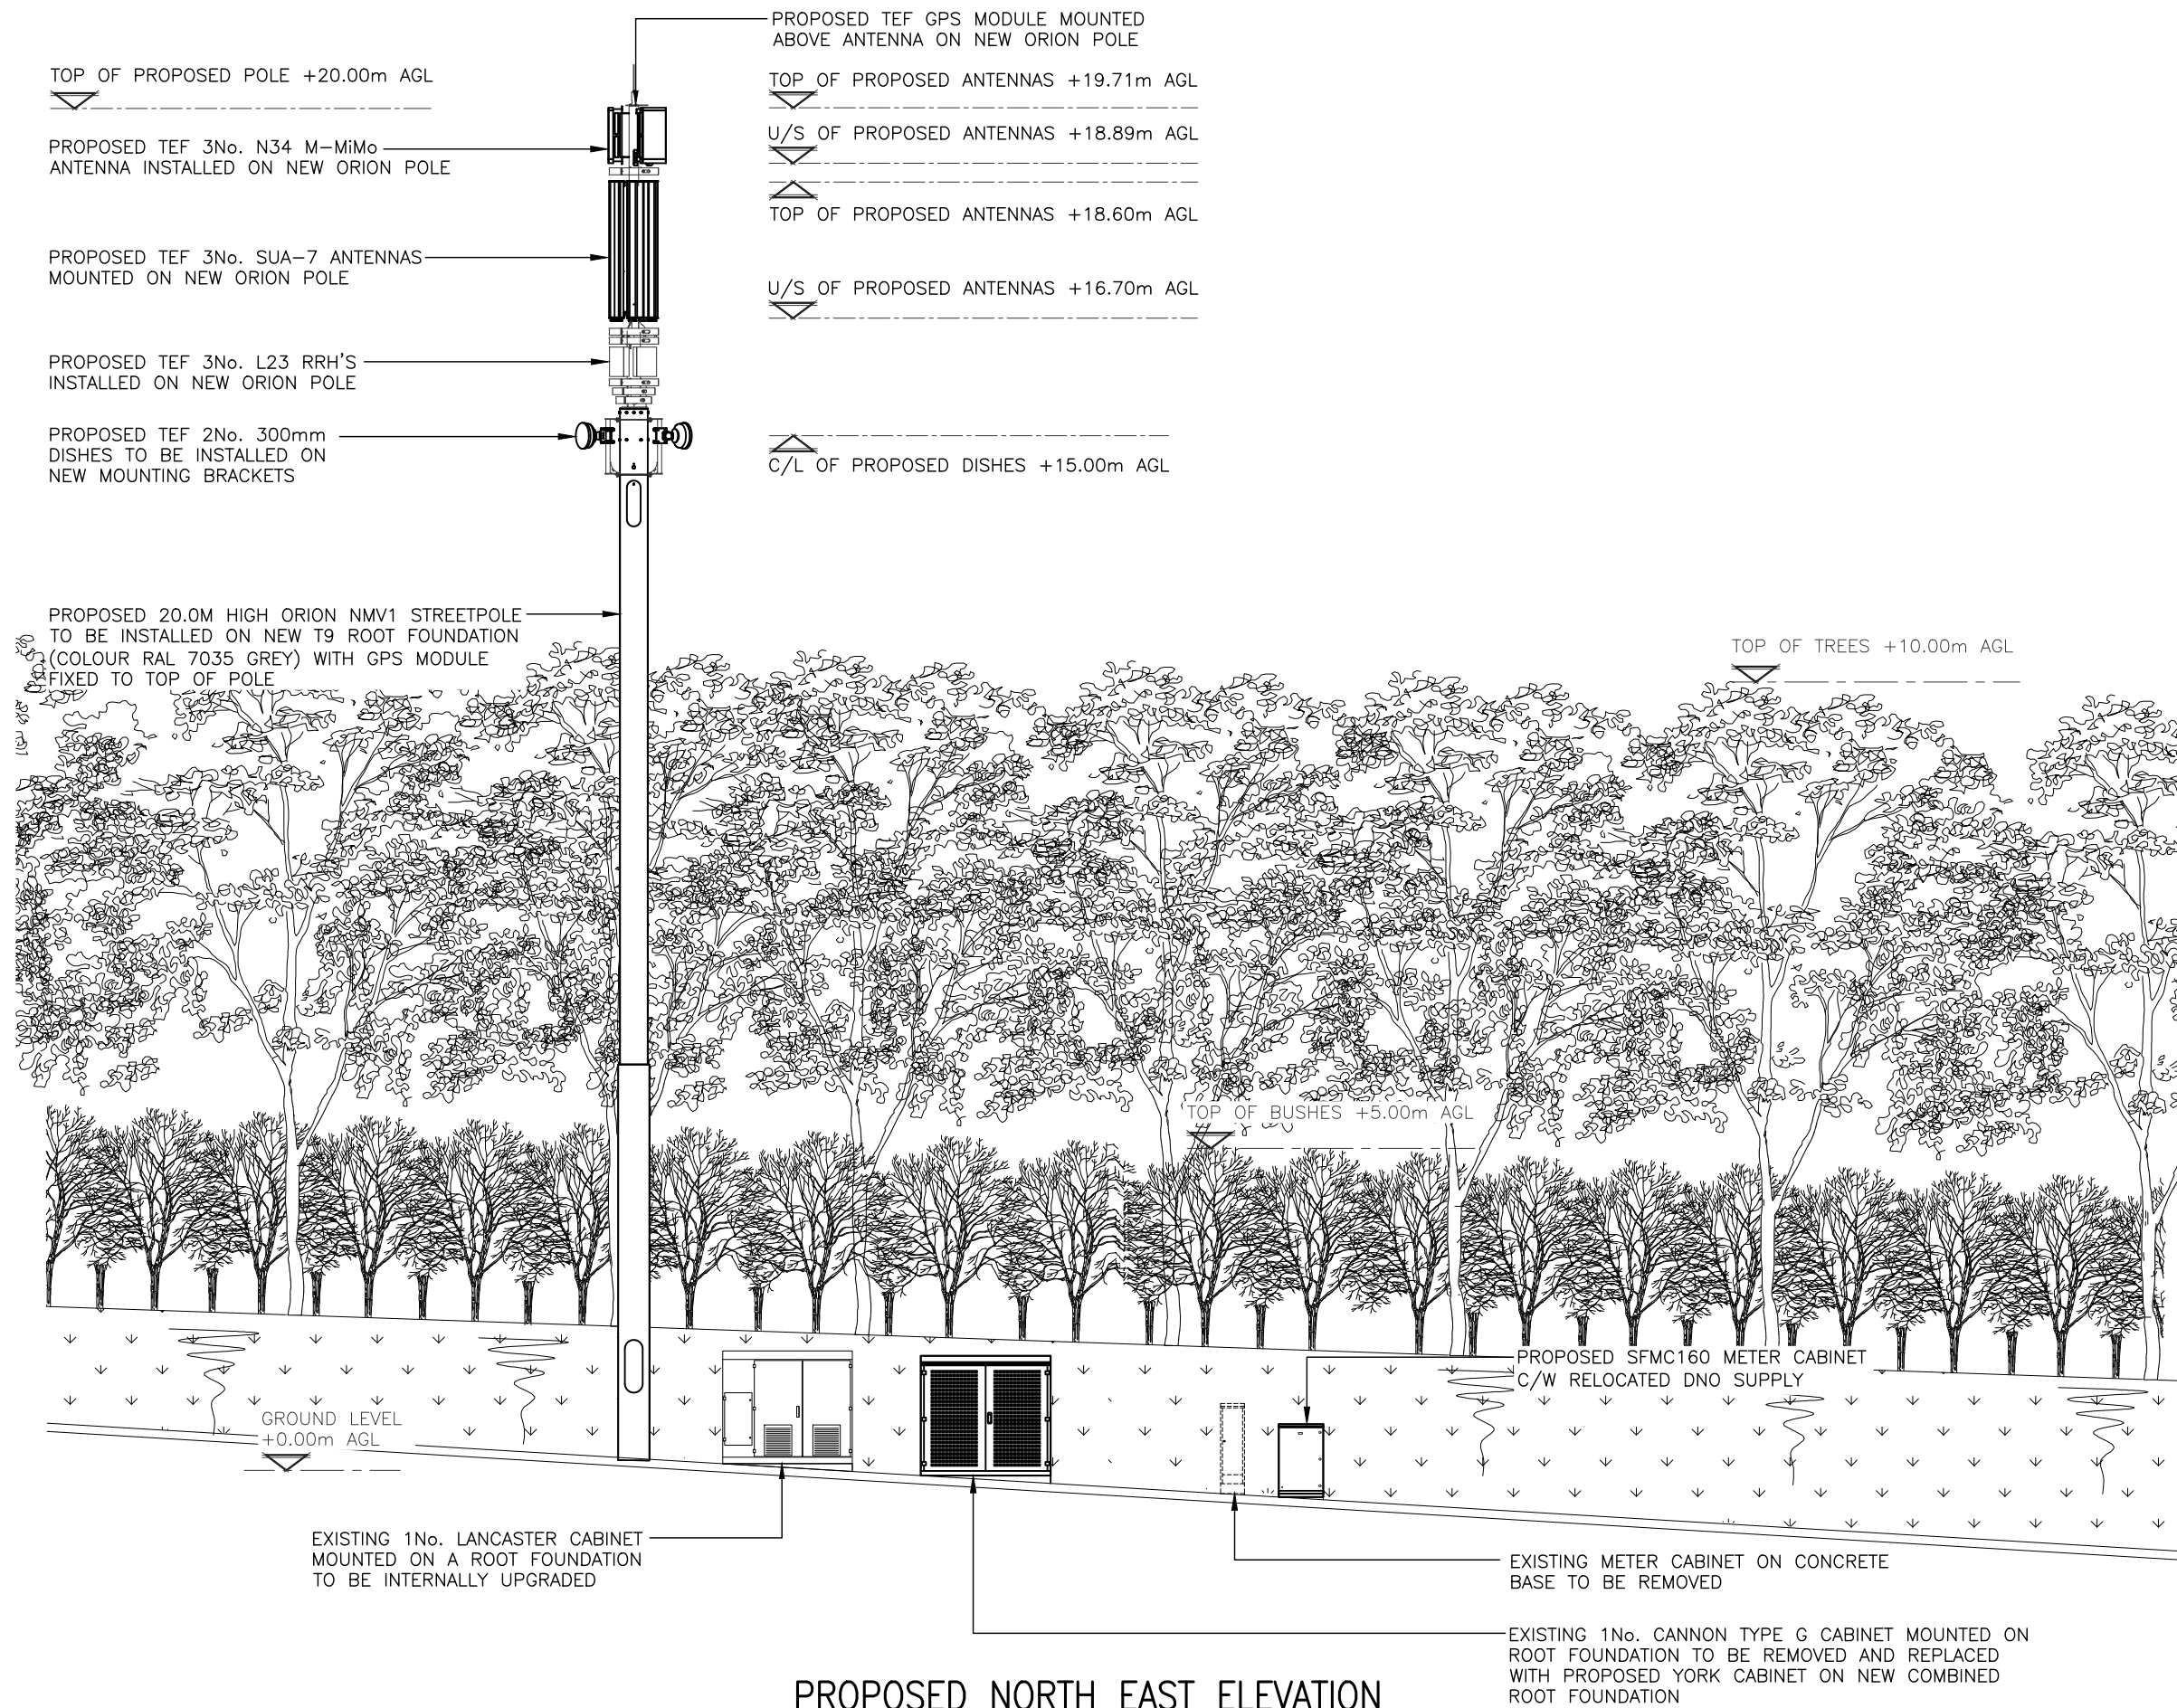 PROPOSED TEF GPS MODULE MOUNTED
ABOVE ANTENNA ON NEW ORION POLE
TOP OF PROPOSED POLE +20.00m AGL
TOP OF PROPOSED ANTENNAS +19.71m AGL
U/S OF PROPOSED ANTENNAS +18.89m AGL
PROPOSED TEF 3No. N34 M-MiMo
ANTENNA INSTALLED ON NEW ORION POLE
TOP OF PROPOSED ANTENNAS +18.60m AGL
PROPOSED TEF 3No. SUA-7 ANTENNAS
MOUNTED ON NEW ORION POLE
U/S OF PROPOSED ANTENNAS +16.70m AGL
PROPOSED TEF 3No. L23 RRH'S
INSTALLED ON NEW ORION POLE
PROPOSED TEF 2No. 300mm
DISHES TO BE INSTALLED ON
NEW MOUNTING BRACKETS
C/L OF PROPOSED DISHES +15.00m AGL
PROPOSED 20.0M HIGH ORION NMV1 STREETPOLE
TO BE INSTALLED ON NEW T9 ROOT FOUNDATION
(COLOUR RAL 7035 GREY) WITH GPS MODULE
FIXED TO TOP OF POLE
TOP OF TREES +10.00m AGL
TOP OF BUSHES +5.00m AGL
PROPOSED SFMC160 METER CABINET
C/W RELOCATED DNO SUPPLY
GROUND LEVEL
+0.00m AGL
EXISTING 1No. LANCASTER CABINET
MOUNTED ON A ROOT FOUNDATION
TO BE INTERNALLY UPGRADED
EXISTING METER CABINET ON CONCRETE
BASE TO BE REMOVED
EXISTING 1No. CANNON TYPE G CABINET MOUNTED ON
ROOT FOUNDATION TO BE REMOVED AND REPLACED
WITH PROPOSED YORK CABINET ON NEW COMBINED
ROOT FOUNDATION
PROPOSED NORTH EAST ELEVATION